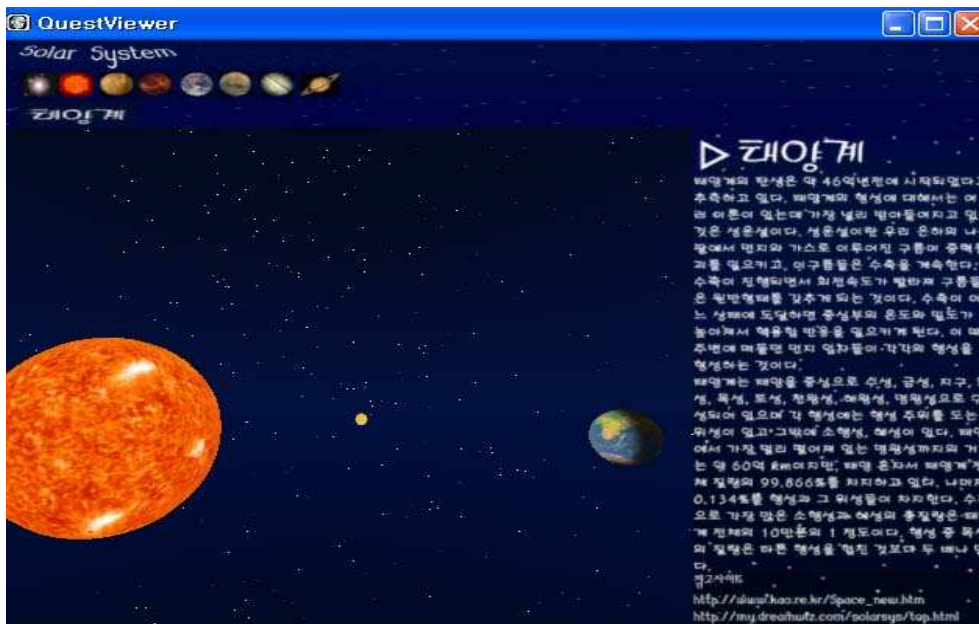 QuestViewer
Solar System
태양계
▷ 태양계
태양계의 탄생은 약 46억년전에 시작되었다고
추측하고 있다. 태양계의 형성에 대해서는 여
러 이론이 있는데 가장 널리 받아들여지고 있
것은 성운설이다. 성운설이란 우리 은하의 나
팔에서 먼지와 가스로 이루어진 구름이 중력
괴를 일으키고, 이구름들은 수축을 계속한다.
수축이 진행되면서 회전속도가 빨라져 구름들
은 원반형태를 갖추게 되는 것이다. 수축이 어
느 상태에 도달하면 중심부의 온도와 밀도가
높아져서 핵융합 반응을 일으키게 된다. 이 때
주변에 떠돌던 먼지 입자들이 각각의 행성을
형성하는 것이다.
태양계는 태양을 중심으로 수성, 금성, 지구,
성, 목성, 토성, 천왕성, 해왕성, 명왕성으로 구
성되어 있으며 각 행성에는 행성 주위를 도는
위성이 있고 그밖에 소행성, 혜성이 있다. 태양
에서 가장 멀리 떨어져 있는 명왕성까지의 거
는 약 60억 km이지만, 태양 혼자서 태양계 전
체 질량의 99.866%를 차지하고 있다. 나머지
0.134%를 행성과 그 위성들이 차지한다. 수
으로 가장 많은 소행성과 혜성의 총질량은 태
계 전체의 10만분의 1 정도이다. 행성 중 목성
의 질량은 다른 행성을 합친 것보다 두 배나
다.
참고사이트
http://www.kao.re.kr/Space_new.htm
http://my.dreamwiz.com/solarsys/top.html